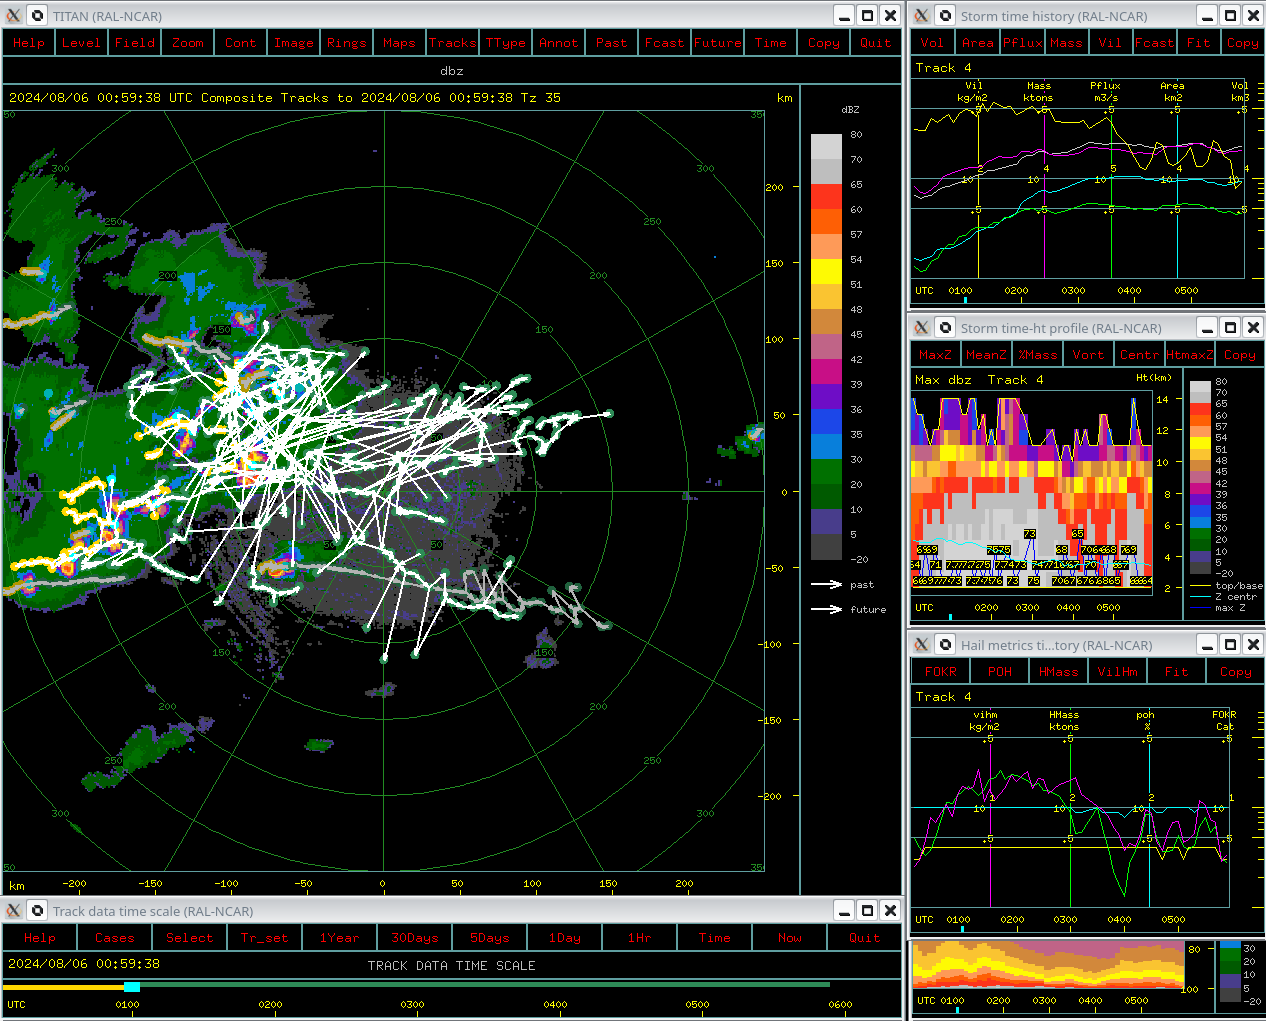 TITAN (RAL-NCAR)
Help Level Field Zoom Cont Image Rings Maps Tracks TType Annot Past Fcast Future Time Copy Quit
dbz
2024/08/06 00:59:38 UTC Composite Tracks to 2024/08/06 00:59:38 Tz 35
km
dBZ
80
70
65
60
57
54
51
48
45
42
39
36
35
30
20
10
5
-20
past
future
300
300
250
250
200
200
150
150
50
50
150
150
200
200
250
250
300
300
200
150
100
50
0
-50
-100
-150
-200
km -200 -150 -100 -50 0 50 100 150 200
Track data time scale (RAL-NCAR)
Help Cases Select Tr_set 1Year 30Days 5Days 1Day 1Hr Time Now Quit
2024/08/06 00:59:38 TRACK DATA TIME SCALE
UTC 0100 0200 0300 0400 0500 0600
Storm time history (RAL-NCAR)
Vol Area Pflux Mass Vil Fcast Fit Copy
Track 4
Vil Mass Pflux Area Vol
kg/m2 ktons m3/s km2 km3
.5 .5 .5 .5 .5
10 2 10 4 10 5 10 4 4
.5 .5 .5 .5 .5
UTC 0100 0200 0300 0400 0500
Storm time-ht profile (RAL-NCAR)
MaxZ MeanZ %Mass Vort Centr HtmaxZ Copy
Max dbz Track 4 Ht(km)
14
12
10
8
6
4
2
80
70
65
60
57
54
51
48
45
42
39
36
35
30
20
10
5
-20
top/base
Z centr
max Z
73
65
UTC 0200 0300 0400 0500
Hail metrics ti...tory (RAL-NCAR)
FOKR POH HMass VilHm Fit Copy
Track 4
vihm HMass poh FOKR
kg/m2 ktons % Cat
.5 .5 .5 .5
10 1 10 2 10 2 10 1
.5 .5 .5 .5
UTC 0100 0200 0300 0400 0500
80
100
30
20
10
5
-20
UTC 0100 0200 0300 0400 0500